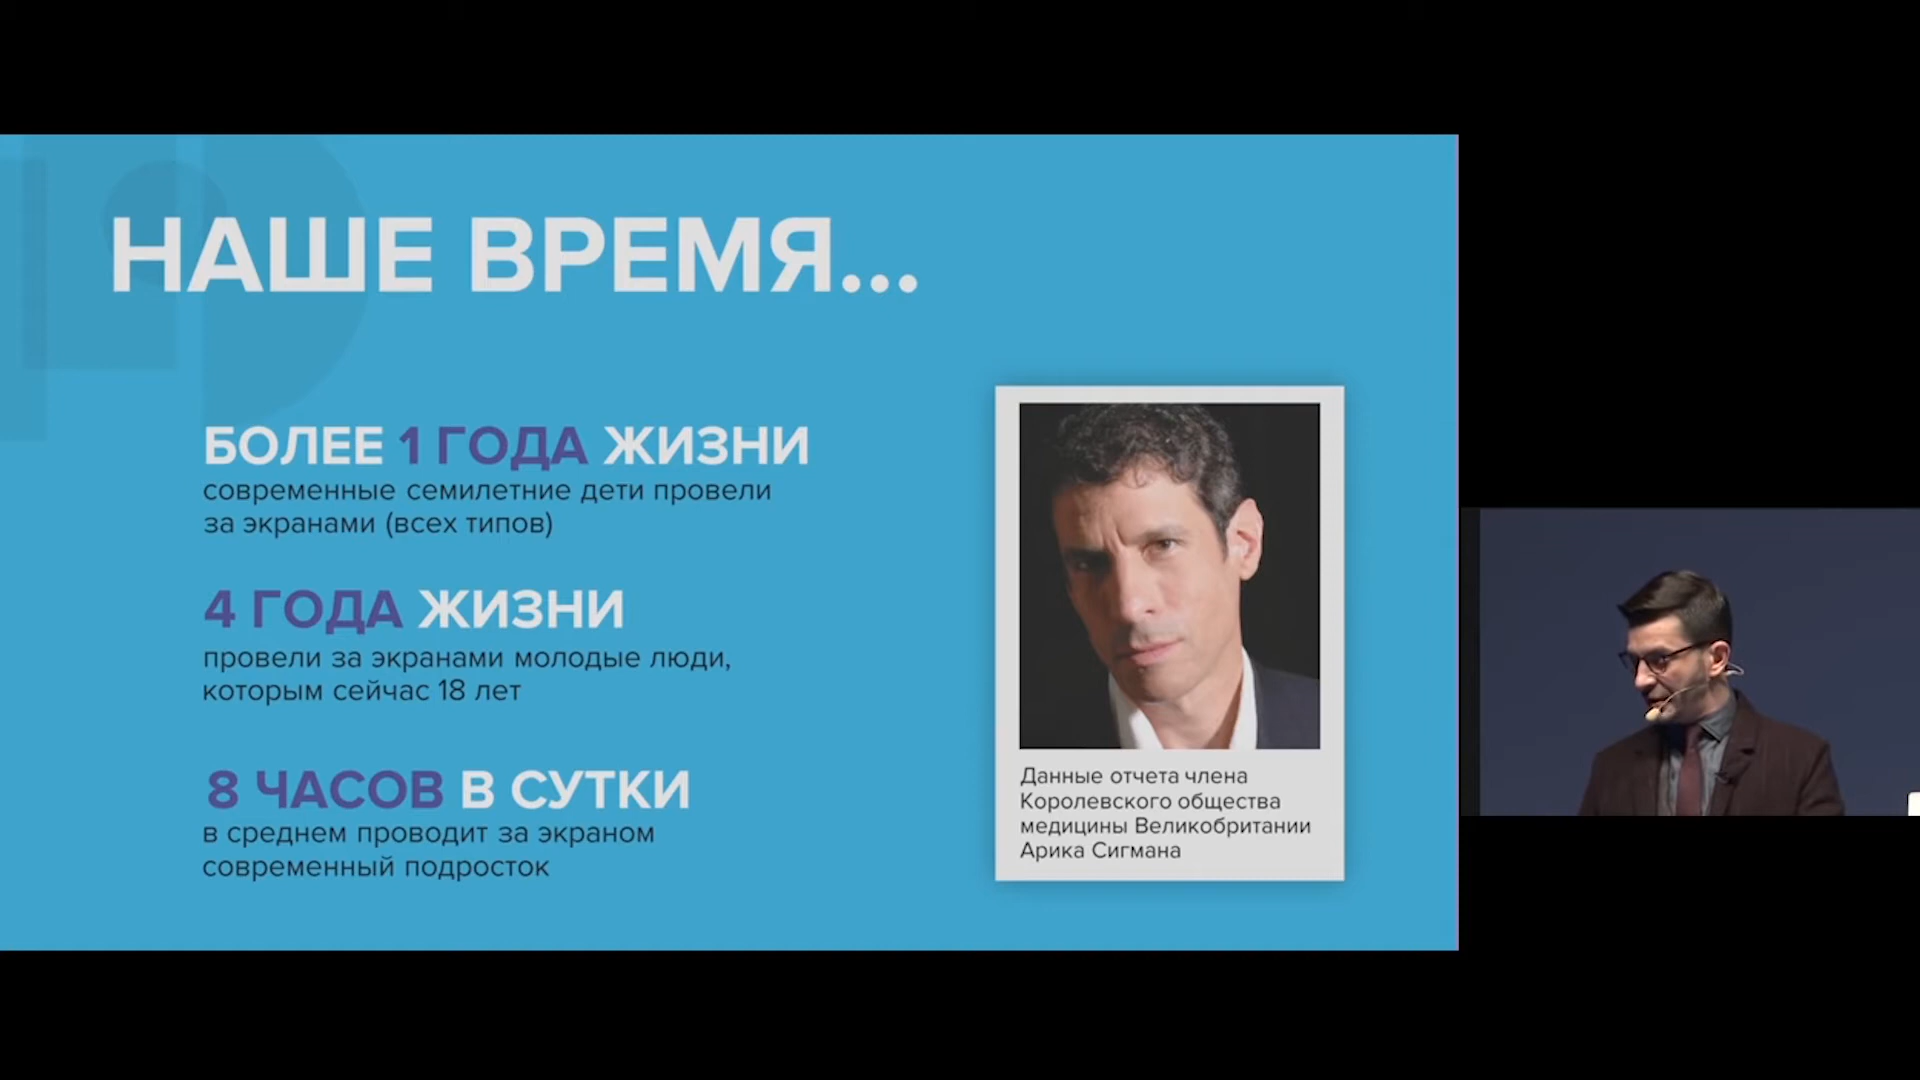 НАШЕ ВРЕМЯ...
БОЛЕЕ 1 ГОДА ЖИЗНИ
современные семилетние дети провели
за экранами (всех типов)
4 ГОДА ЖИЗНИ
провели за экранами молодые люди,
которым сейчас 18 лет
8 ЧАСОВ В СУТКИ
в среднем проводит за экраном
современный подросток
Данные отчета члена
Королевского общества
медицины Великобритании
Арика Сигмана